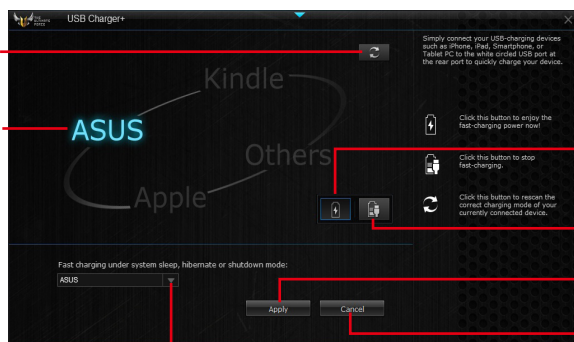 THE ULTIMATE FORCE
USB Charger+
Simply connect your USB-charging devices
such as iPhone, iPad, Smartphone, or
Tablet PC to the white circled USB port at
the rear port to quickly charge your device.
Kindle
ASUS
Others
Apple
Click this button to enjoy the
fast-charging power now!
Click this button to stop
fast-charging.
Click this button to rescan the
correct charging mode of your
currently connected device.
Fast charging under system sleep, hibernate or shutdown mode:
ASUS
Apply
Cancel